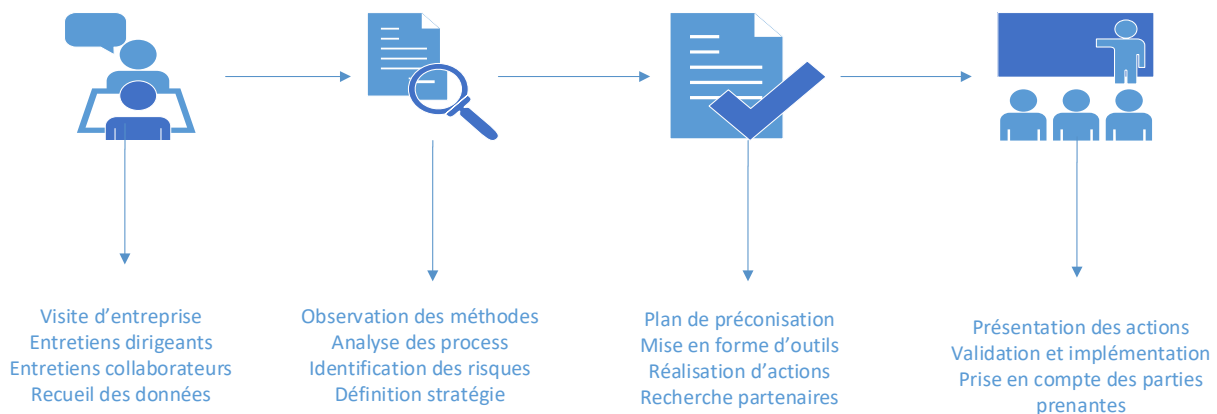 Visite d’entreprise
Entretiens dirigeants
Entretiens collaborateurs
Recueil des données
Observation des méthodes
Analyse des process
Identification des risques
Définition stratégie
Plan de préconisation
Mise en forme d’outils
Réalisation d’actions
Recherche partenaires
Présentation des actions
Validation et implémentation
Prise en compte des parties
prenantes